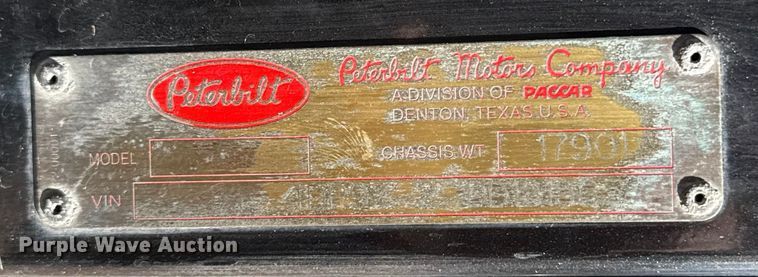 Peterbilt
Peterbilt Motors Company
A DIVISION OF PACCAR
DENTON, TEXAS U.S.A.
MODEL
CHASSIS WT
VIN
Purple Wave Auction